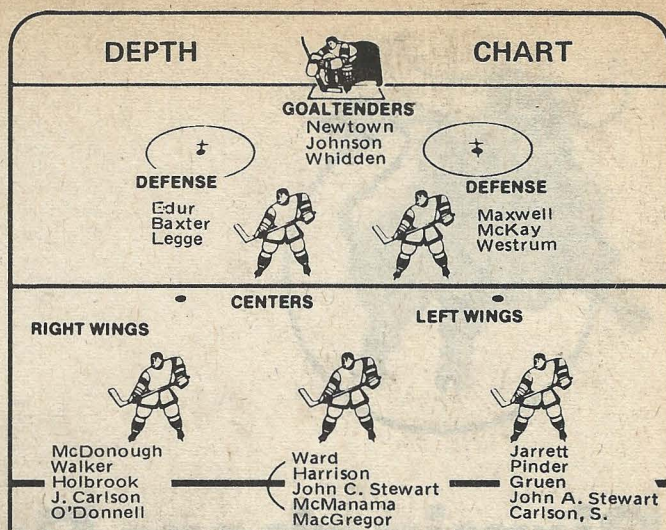 DEPTH CHART
GOALTENDERS
Newtown
Johnson
Whidden
DEFENSE
Edur
Baxter
Legge
DEFENSE
Maxwell
McKay
Westrum
RIGHT WINGS
McDonough
Walker
Holbrook
J. Carlson
O'Donnell
CENTERS
Ward
Harrison
John C. Stewart
McManama
MacGregor
LEFT WINGS
Jarrett
Pinder
Gruen
John A. Stewart
Carlson, S.